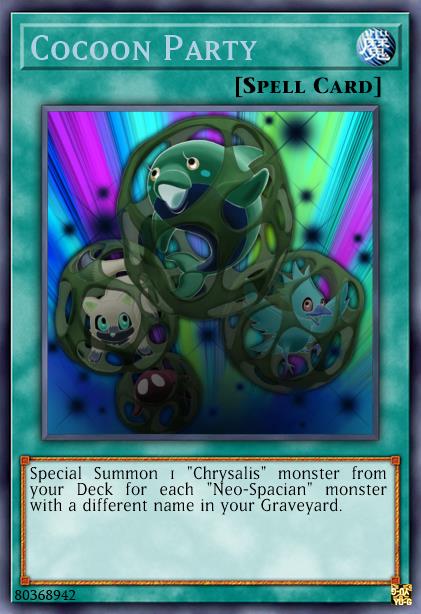 Cocoon Party
魔
[Spell Card]
Special Summon 1 "Chrysalis" monster from
your Deck for each "Neo-Spacian" monster
with a different name in your Graveyard.
80368942